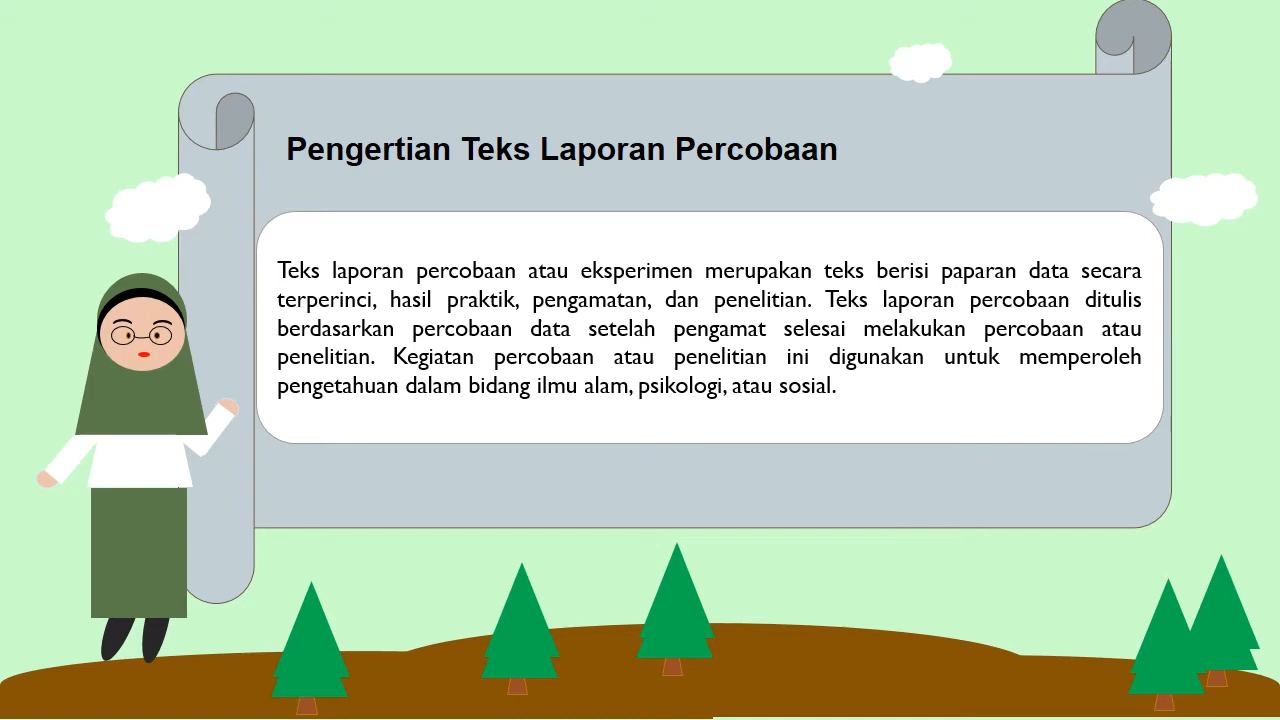 Pengertian Teks Laporan Percobaan
Teks laporan percobaan atau eksperimen merupakan teks berisi paparan data secara
terperinci, hasil praktik, pengamatan, dan penelitian. Teks laporan percobaan ditulis
berdasarkan percobaan data setelah pengamat selesai melakukan percobaan atau
penelitian. Kegiatan percobaan atau penelitian ini digunakan untuk memperoleh
pengetahuan dalam bidang ilmu alam, psikologi, atau sosial.